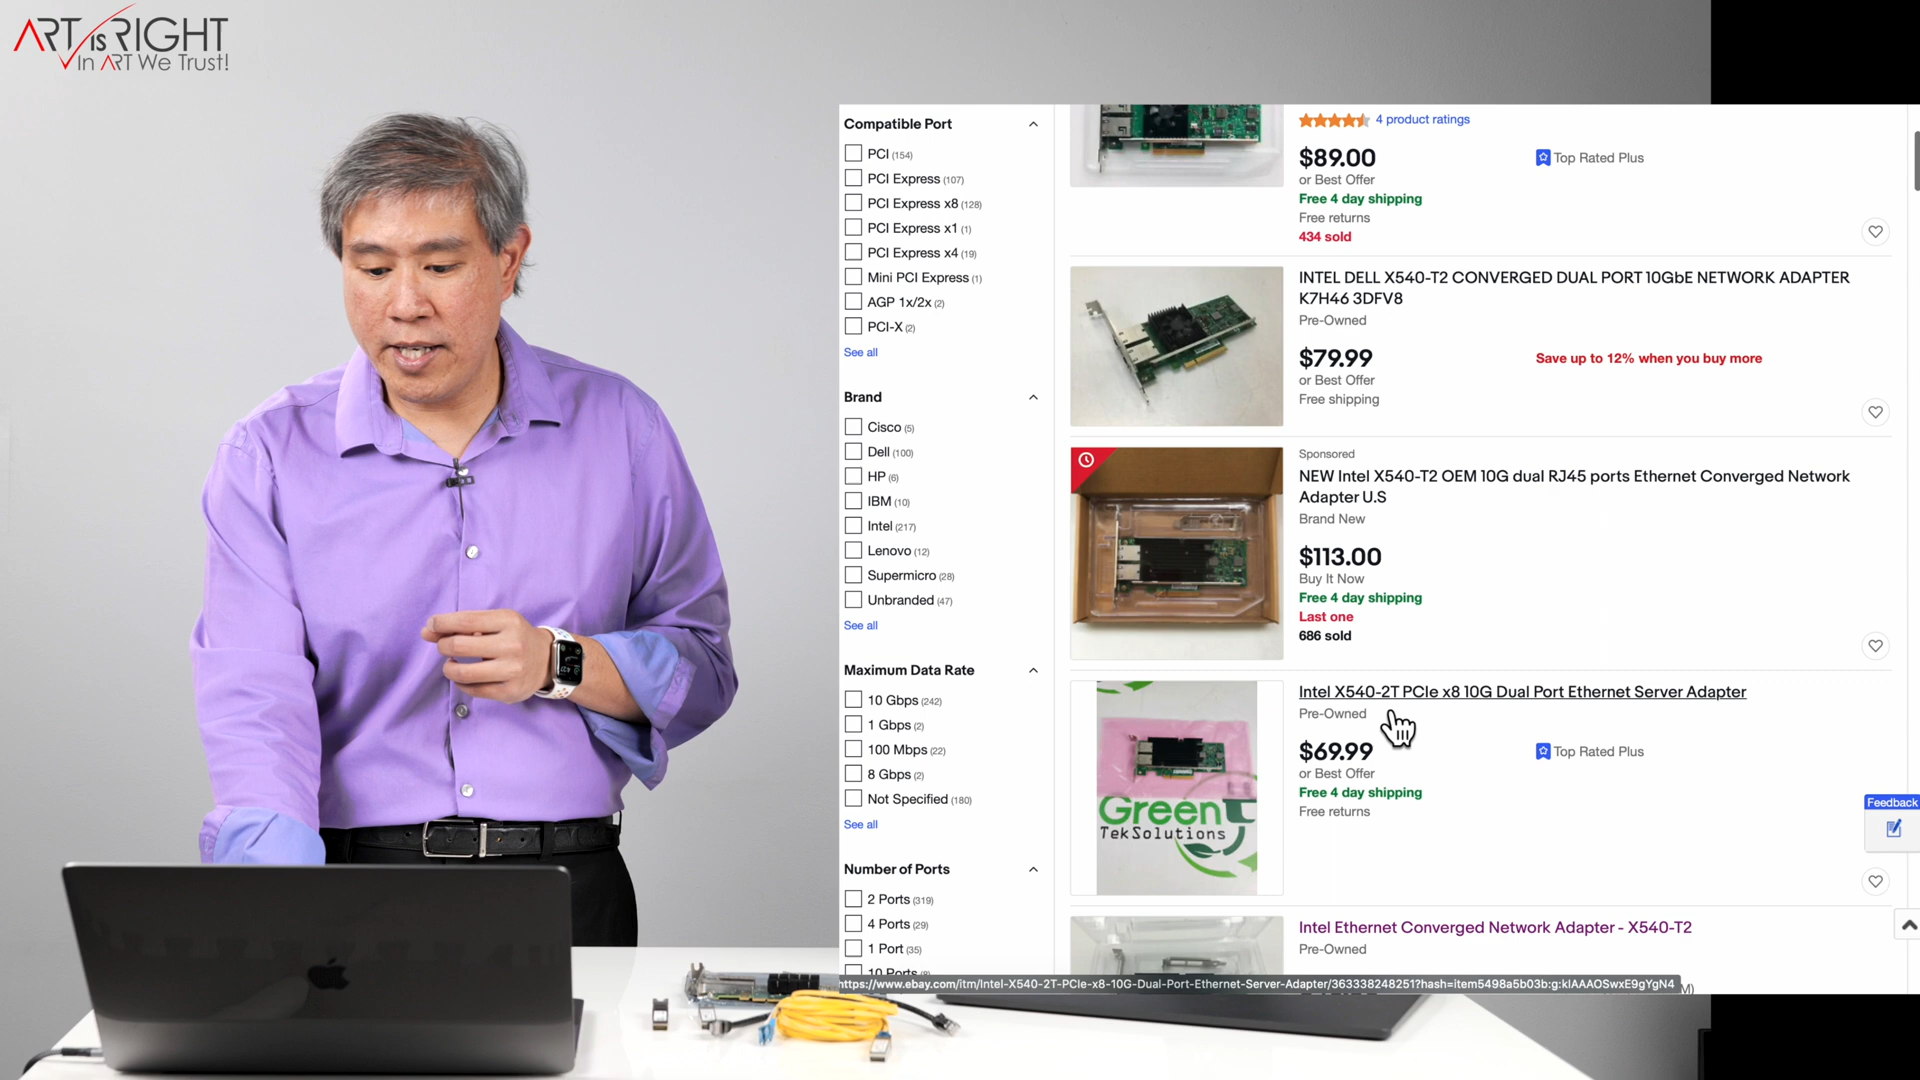 ART is RIGHT
In ART We Trust!
Compatible Port
PCI (154)
PCI Express (107)
PCI Express x8 (128)
PCI Express x1 (1)
PCI Express x4 (19)
Mini PCI Express (1)
AGP 1x/2x (2)
PCI-X (2)
See all
Brand
Cisco (5)
Dell (100)
HP (6)
IBM (10)
Intel (217)
Lenovo (12)
Supermicro (28)
Unbranded (47)
See all
Maximum Data Rate
10 Gbps (242)
1 Gbps (2)
100 Mbps (22)
8 Gbps (2)
Not Specified (180)
See all
Number of Ports
2 Ports (319)
4 Ports (29)
1 Port (35)
10 Ports
4 product ratings
$89.00
Top Rated Plus
or Best Offer
Free 4 day shipping
Free returns
434 sold
INTEL DELL X540-T2 CONVERGED DUAL PORT 10GbE NETWORK ADAPTER
K7H46 3DFV8
Pre-Owned
$79.99
Save up to 12% when you buy more
or Best Offer
Free shipping
Sponsored
NEW Intel X540-T2 OEM 10G dual RJ45 ports Ethernet Converged Network
Adapter U.S
Brand New
$113.00
Buy It Now
Free 4 day shipping
Last one
686 sold
Intel X540-2T PCIe x8 10G Dual Port Ethernet Server Adapter
Pre-Owned
$69.99
Top Rated Plus
or Best Offer
Free 4 day shipping
Free returns
Green
TekSolutions
Feedback
Intel Ethernet Converged Network Adapter - X540-T2
Pre-Owned
https://www.ebay.com/itm/Intel-X540-2T-PCIe-x8-10G-Dual-Port-Ethernet-Server-Adapter/363338248251?hash=item5498a5b03b:g:kIAAAOSwxE9gYgN4